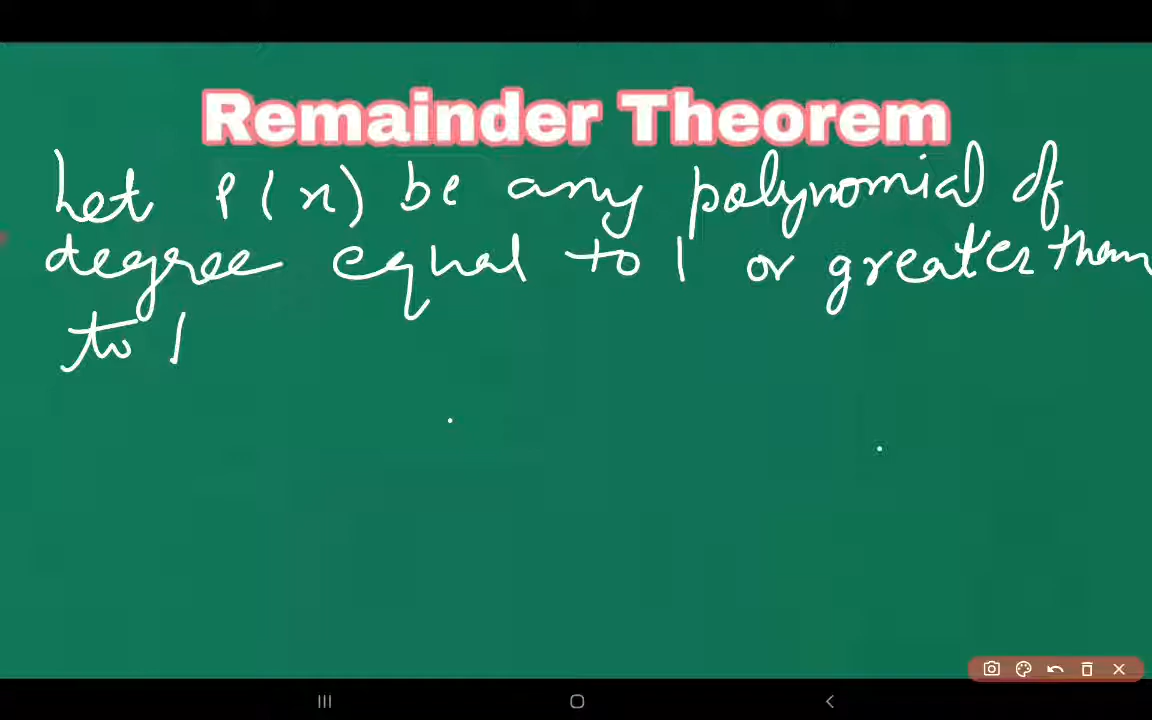 Remainder Theorem
Let P(x) be any polynomial of
degree equal to 1 or greater than
to 1